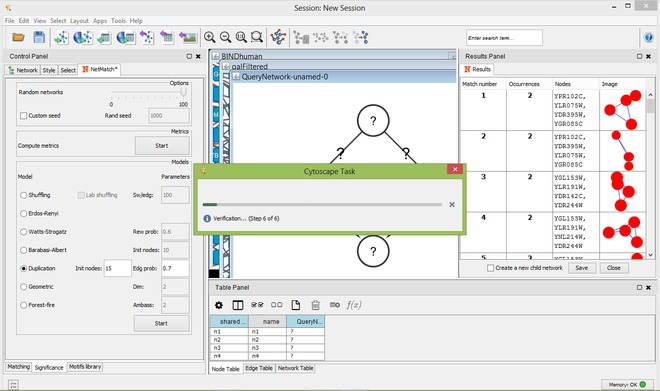 Session: New Session
File Edit View Select Layout Apps Tools Help
Enter search term...
Control Panel
Network Style Select NetMatch*
Options
Random networks
0 100
Custom seed Rand seed 1000
Metrics
Compute metrics Start
Models
Model Parameters
Shuffling Lab shuffling Sw/edg: 100
Erdos-Renyi
Watts-Strogatz Rew prob: 0.6
Barabasi-Albert Init nodes: 10
Duplication Init nodes: 15 Edg prob: 0.7
Geometric Dim: 2
Forest-fire Ambass: 2
Start
Matching Significance Motifs library
BINDhuman
galFiltered
QueryNetwork-unamed-0
?
? ?
?
Cytoscape Task
Verification... (Step 6 of 6)
Table Panel
f(x)
shared ... name QueryN...
n1 n1 ?
n2 n2 ?
n3 n3 ?
n4 n4 ?
Node Table Edge Table Network Table
Results Panel
Results
Match number Occurrences Nodes Image
1 2 YPR102C,
YLR075W,
YDR395W,
YGR085C
2 2 YPR102C,
YDR395W,
YLR075W,
YGR085C
3 2 YGL153W,
YLR191W,
YDR142C,
YDR244W
4 2 YGL153W,
YLR191W,
YNL214W,
YDR244W
5 2
Create a new child network Save Close
Memory: OK